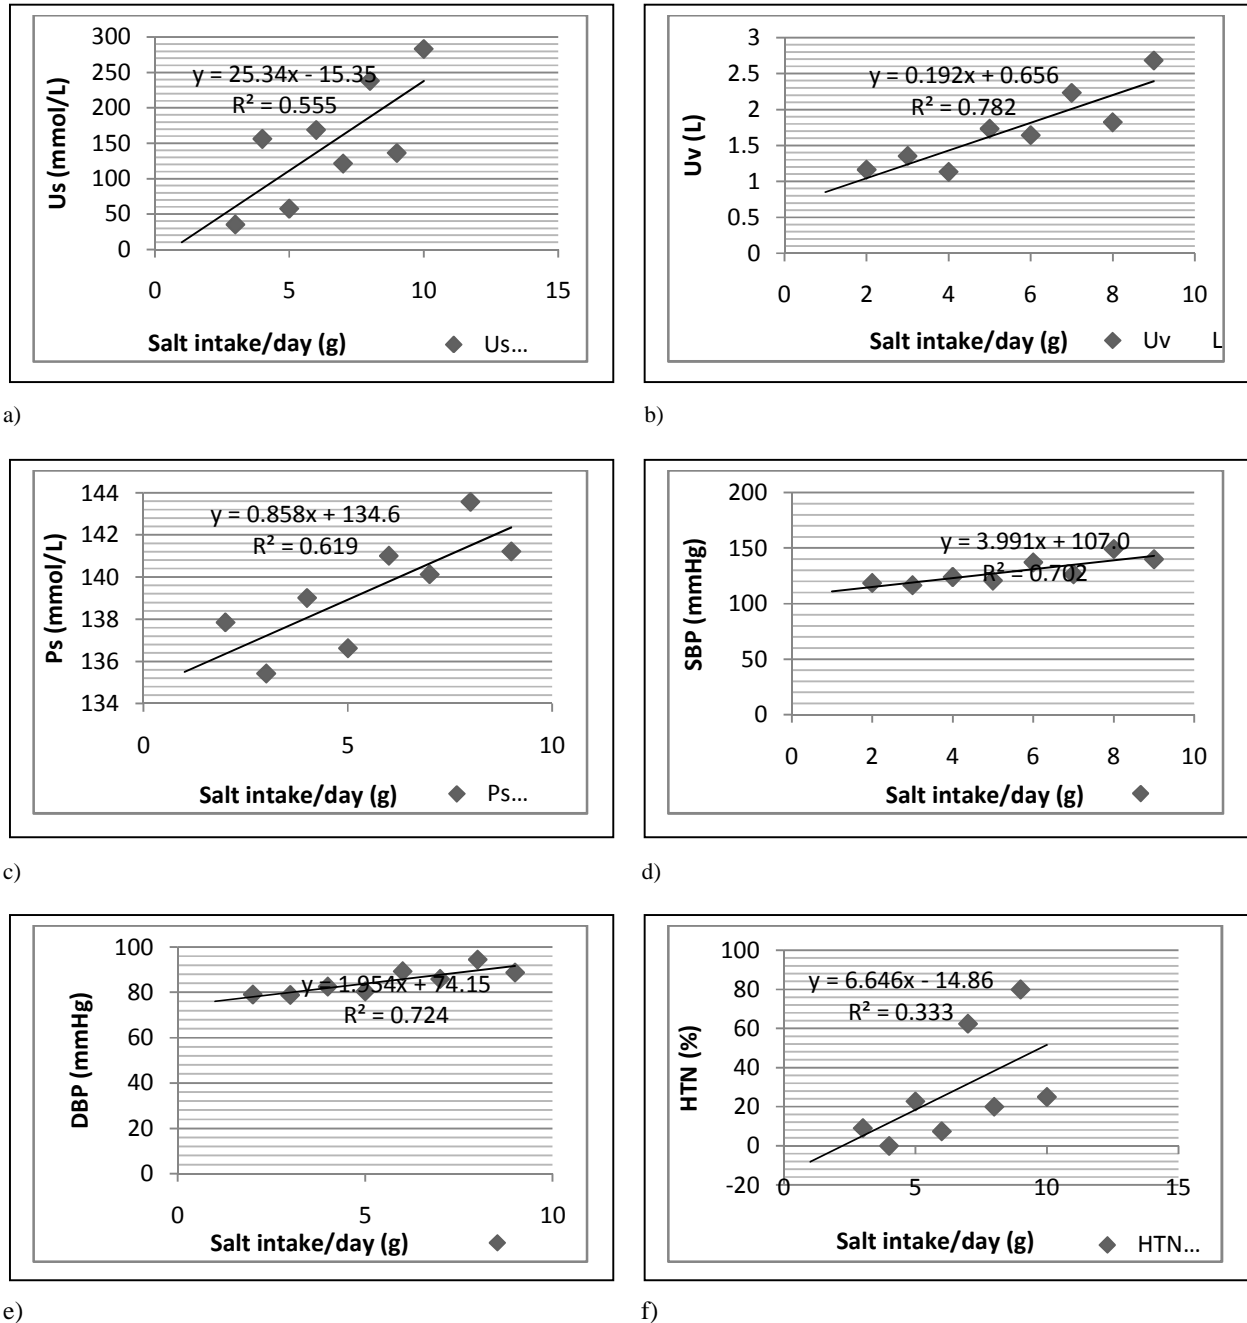 300
250
200
150
100
50
0
Us (mmol/L)
y = 25.34x - 15.35
R² = 0.555
0 5 10 15
Salt intake/day (g)
Us...
a)
3
2.5
2
1.5
1
0.5
0
Uv (L)
y = 0.192x + 0.656
R² = 0.782
0 2 4 6 8 10
Salt intake/day (g)
Uv L
b)
144
142
140
138
136
134
Ps (mmol/L)
y = 0.858x + 134.6
R² = 0.619
0 5 10
Salt intake/day (g)
Ps...
c)
200
150
100
50
0
SBP (mmHg)
y = 3.991x + 107.0
R² = 0.702
0 2 4 6 8 10
Salt intake/day (g)
d)
100
80
60
40
20
0
DBP (mmHg)
y = 1.954x + 74.15
R² = 0.724
0 5 10
Salt intake/day (g)
e)
100
80
60
40
20
0
-20
HTN (%)
y = 6.646x - 14.86
R² = 0.333
0 5 10 15
Salt intake/day (g)
HTN...
f)